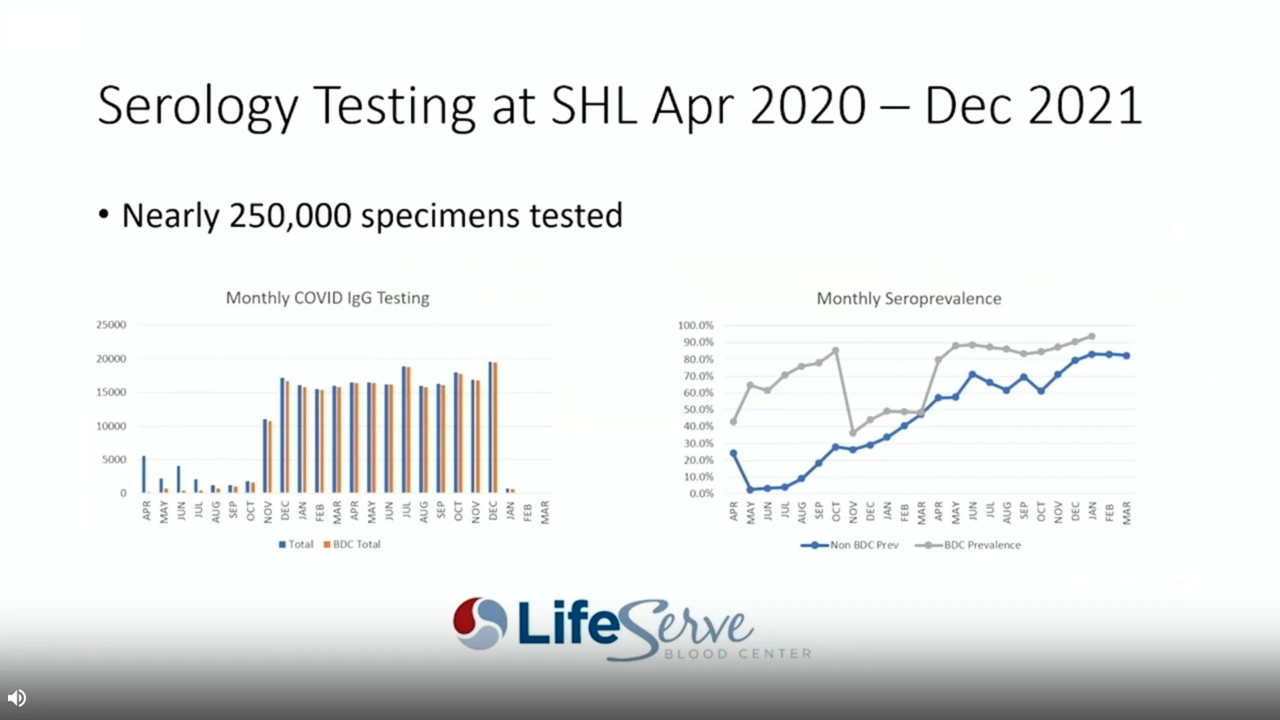 Serology Testing at SHL Apr 2020 – Dec 2021
• Nearly 250,000 specimens tested
Monthly COVID IgG Testing
25000
20000
15000
10000
5000
0
APR MAY JUN JUL AUG SEP OCT NOV DEC JAN FEB MAR APR MAY JUN JUL AUG SEP OCT NOV DEC JAN FEB MAR
Total BDC Total
Monthly Seroprevalence
100.0%
90.0%
80.0%
70.0%
60.0%
50.0%
40.0%
30.0%
20.0%
10.0%
0.0%
APR MAY JUN JUL AUG SEP OCT NOV DEC JAN FEB MAR APR MAY JUN JUL AUG SEP OCT NOV DEC JAN FEB MAR
Non BDC Prev BDC Prevalence
LifeServe
BLOOD CENTER